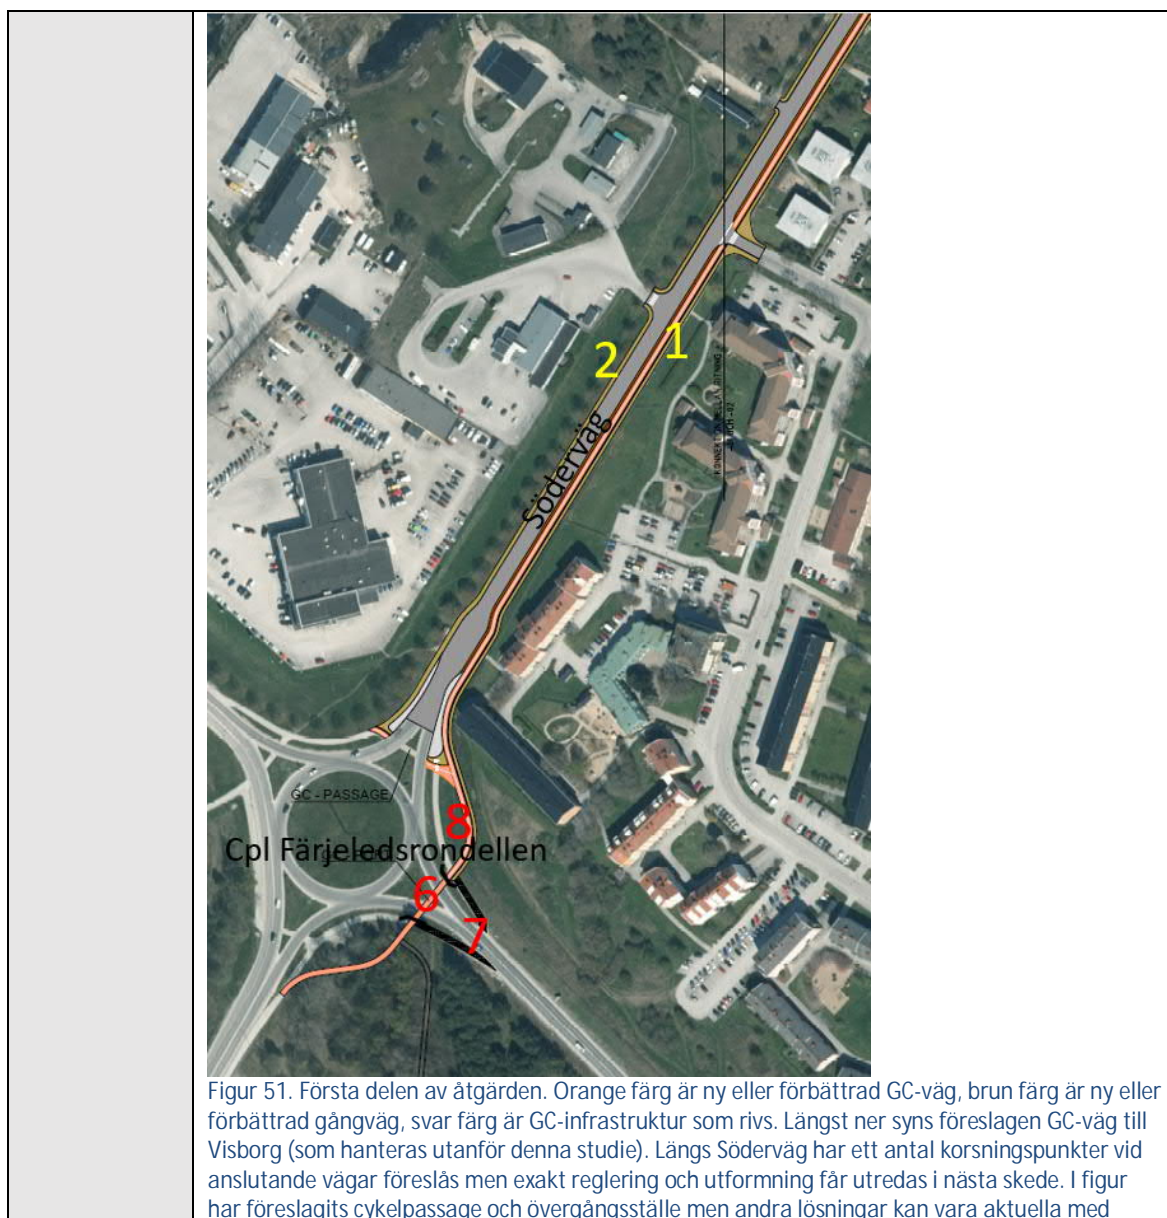 2
1
Söderväg
GC - PASSAGE
8
Cpl Färjeledsrondellen
6
7
Figur 51. Första delen av åtgärden. Orange färg är ny eller förbättrad GC-väg, brun färg är ny eller
förbättrad gångväg, svar färg är GC-infrastruktur som rivs. Längst ner syns föreslagen GC-väg till
Visborg (som hanteras utanför denna studie). Längs Söderväg har ett antal korsningspunkter vid
anslutande vägar föreslås men exakt reglering och utformning får utredas i nästa skede. I figur
har föreslagits cykelpassage och övergångsställe men andra lösningar kan vara aktuella med